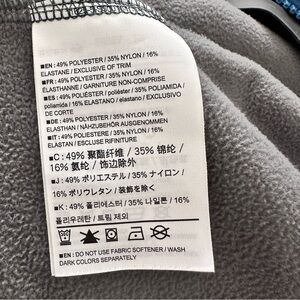 ■EN: 49% POLYESTER / 35% NYLON / 16%
ELASTANE / EXCLUSIVE OF TRIM
■FR: 49% POLYESTER / 35% NYLON / 16%
ÉLASTHANNE / GARNITURE NON-COMPRISE
■ES: 49% POLIÉSTER / 35% POLIAMIDA /
poliamida / 16% ELASTANO / EXCLUSIVO
DE CORTE
■DE: 49% POLYESTER / 35% NYLON / 16%
ELASTHAN / NÄHZUBEHÖR AUSGENOMMEN
■IT: 49% POLIESTERE / 35% NYLON / 16%
ELASTAN / ESCLUSE RIFINITURE
■C: 49% 聚酯纤维 / 35% 锦纶 /
16% 氨纶 / 饰边除外
■J: 49% ポリエステル / 35% ナイロン /
16% ポリウレタン / 装飾を除く
■K: 49% 폴리에스터 / 35% 나일론 / 16%
폴리우레탄 / 트림 제외
■EN: DO NOT USE FABRIC SOFTENER / WASH
DARK COLORS SEPARATELY